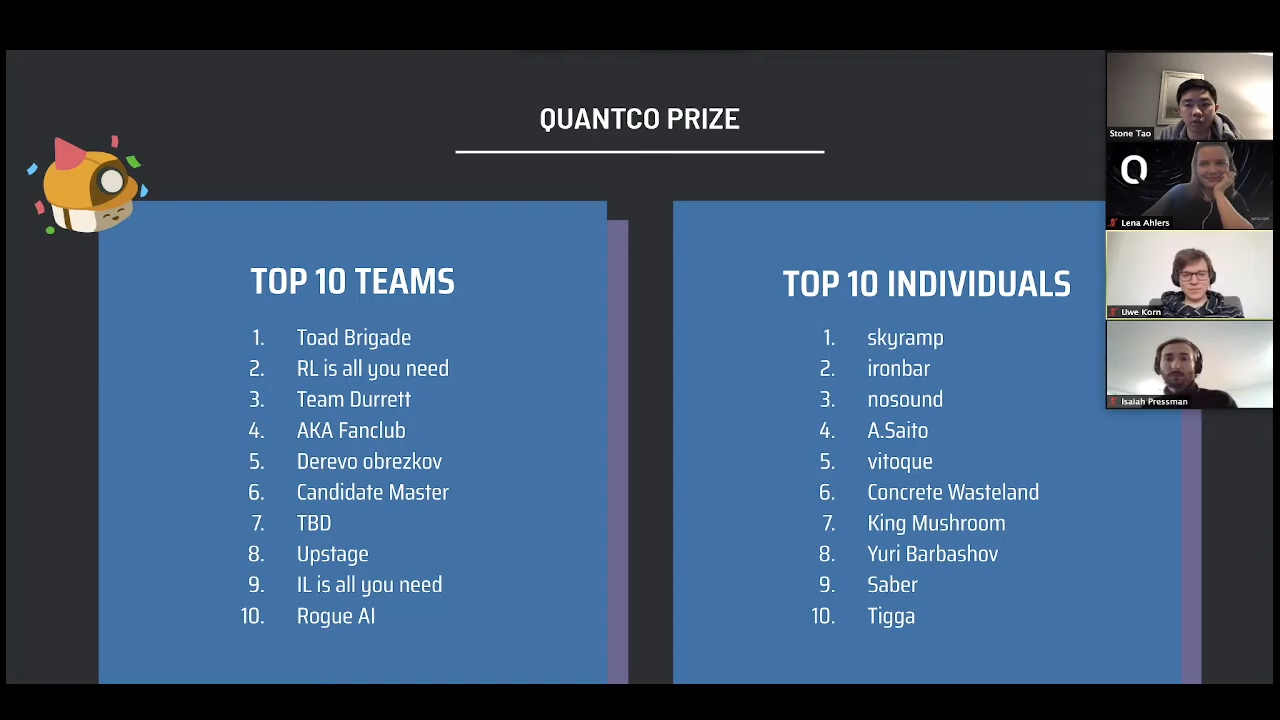 QUANTCO PRIZE
TOP 10 TEAMS
1. Toad Brigade
2. RL is all you need
3. Team Durrett
4. AKA Fanclub
5. Derevo obrezkov
6. Candidate Master
7. TBD
8. Upstage
9. IL is all you need
10. Rogue AI
TOP 10 INDIVIDUALS
1. skyramp
2. ironbar
3. nosound
4. A.Saito
5. vitoque
6. Concrete Wasteland
7. King Mushroom
8. Yuri Barbashov
9. Saber
10. Tigga
Stone Tao
Q
Lena Ahlers
Uwe Korn
Isaiah Pressman